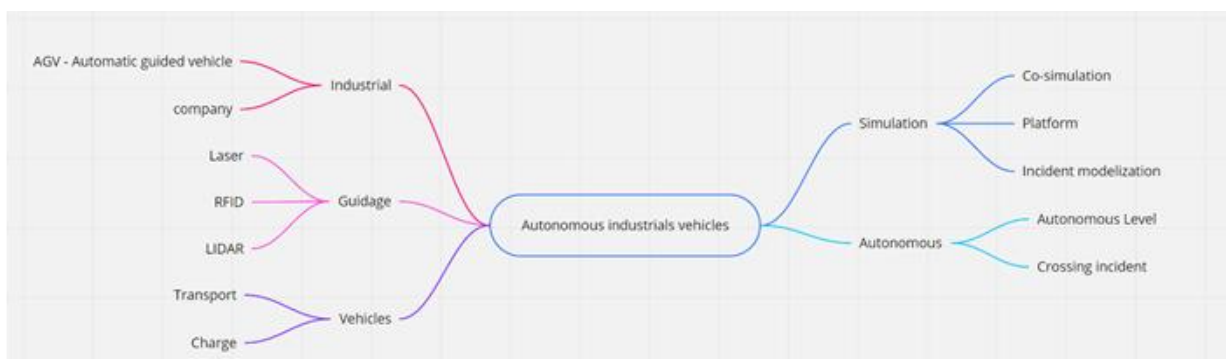 AGV - Automatic guided vehicle
company
Industrial
Laser
RFID
LIDAR
Guidage
Transport
Charge
Vehicles
Autonomous industrials vehicles
Simulation
Co-simulation
Platform
Incident modelization
Autonomous
Autonomous Level
Crossing incident